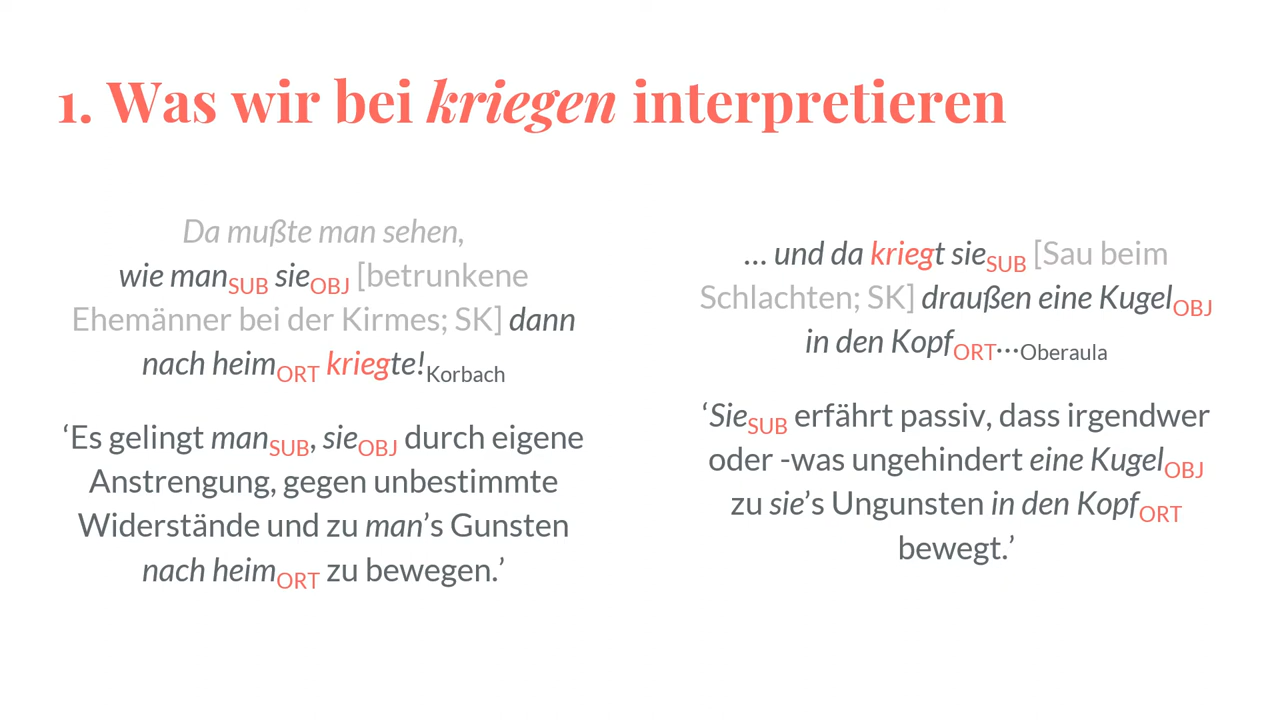 1. Was wir bei kriegen interpretieren
Da mußte man sehen,
wie manSUB sieOBJ [betrunkene
Ehemänner bei der Kirmes; SK] dann
nach heimORT kriegte!Korbach
‘Es gelingt manSUB, sieOBJ durch eigene
Anstrengung, gegen unbestimmte
Widerstände und zu man’s Gunsten
nach heimORT zu bewegen.’
… und da kriegt sieSUB [Sau beim
Schlachten; SK] draußen eine KugelOBJ
in den KopfORT…Oberaula
‘SieSUB erfährt passiv, dass irgendwer
oder -was ungehindert eine KugelOBJ
zu sie’s Ungunsten in den KopfORT
bewegt.’